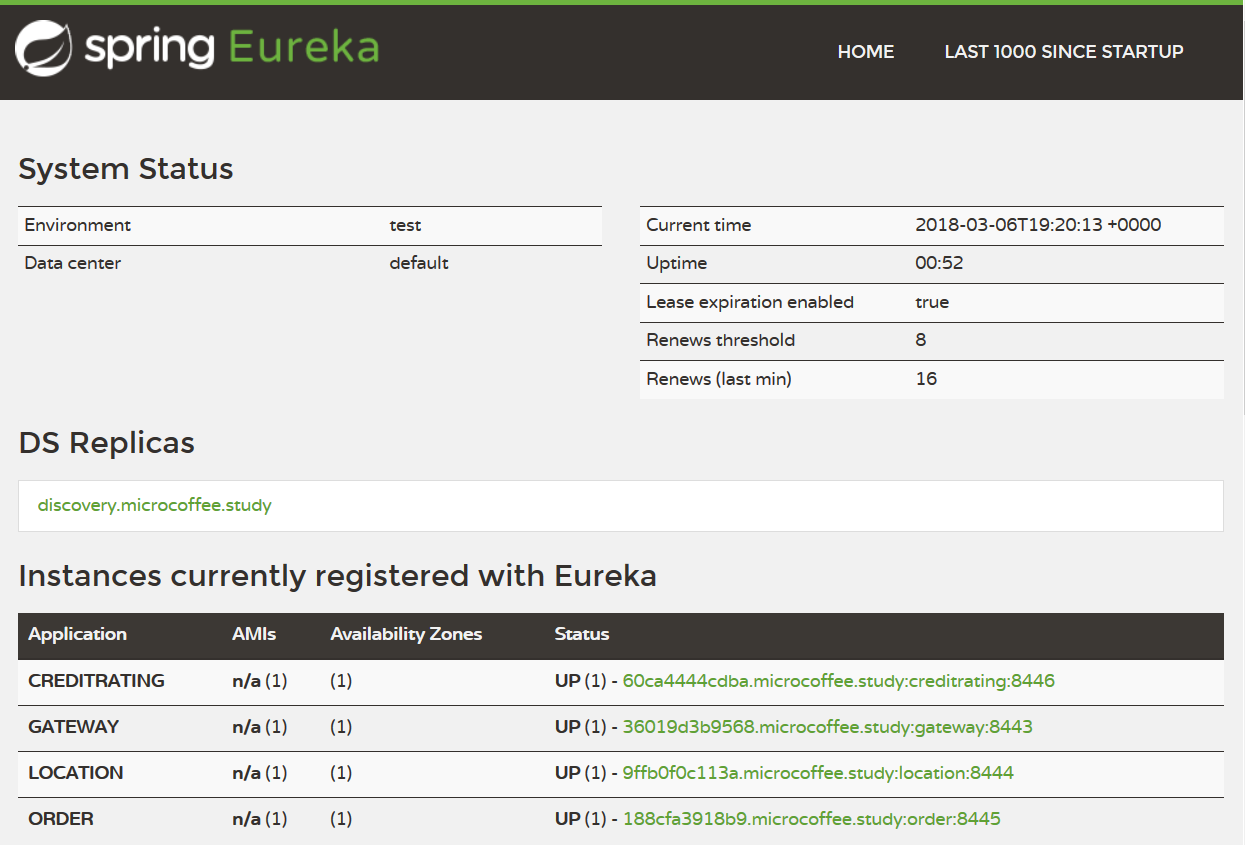 spring Eureka
HOME LAST 1000 SINCE STARTUP
System Status
Environment test
Data center default
Current time 2018-03-06T19:20:13 +0000
Uptime 00:52
Lease expiration enabled true
Renews threshold 8
Renews (last min) 16
DS Replicas
discovery.microcoffee.study
Instances currently registered with Eureka
Application AMIs Availability Zones Status
CREDITRATING n/a (1) (1) UP (1) - 60ca4444cdba.microcoffee.study:creditrating:8446
GATEWAY n/a (1) (1) UP (1) - 36019d3b9568.microcoffee.study:gateway:8443
LOCATION n/a (1) (1) UP (1) - 9ffb0f0c113a.microcoffee.study:location:8444
ORDER n/a (1) (1) UP (1) - 188cfa3918b9.microcoffee.study:order:8445